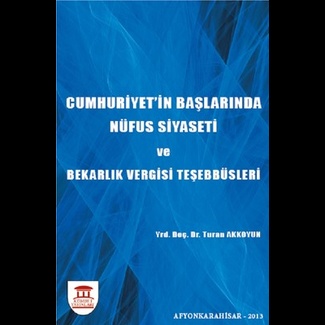 CUMHURİYET'İN BAŞLARINDA
NÜFUS SİYASETİ
ve
BEKARLIK VERGİSİ TEŞEBBÜSLERİ
Yrd. Doç. Dr. Turan AKKOYUN
AFYONKARAHİSAR - 2013